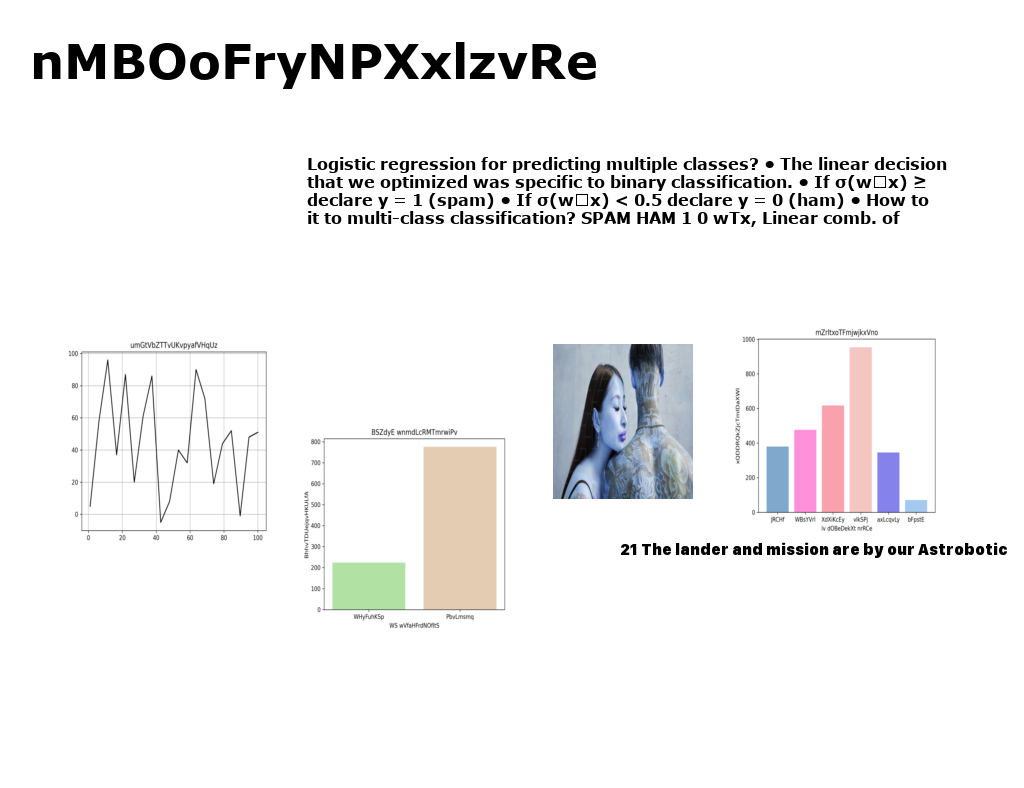 nMBOoFryNPXxlzvRe
Logistic regression for predicting multiple classes? ● The linear decision
that we optimized was specific to binary classification. ● If σ(w□x) ≥
declare y = 1 (spam) ● If σ(w□x) < 0.5 declare y = 0 (ham) ● How to
it to multi-class classification? SPAM HAM 1 0 wTx, Linear comb. of
umGtVbZTTvUKvpyafVHqUz
100
80
60
40
20
0
0 20 40 60 80 100
BSZdyE wnmdLcRMTmrwiPv
800
700
600
500
400
300
200
100
0
WHyFuhKSp PbvLmsmq
WS wVfaHFrdNOfltS
mZrltxoTFmjwjkxVno
1000
800
600
400
200
0
JRCHf WBsYVrl XdXiKcEy vlkSPj axLcqvLy bFpstE
lv dOBeDekXt nrRCe
21 The lander and mission are by our Astrobotic